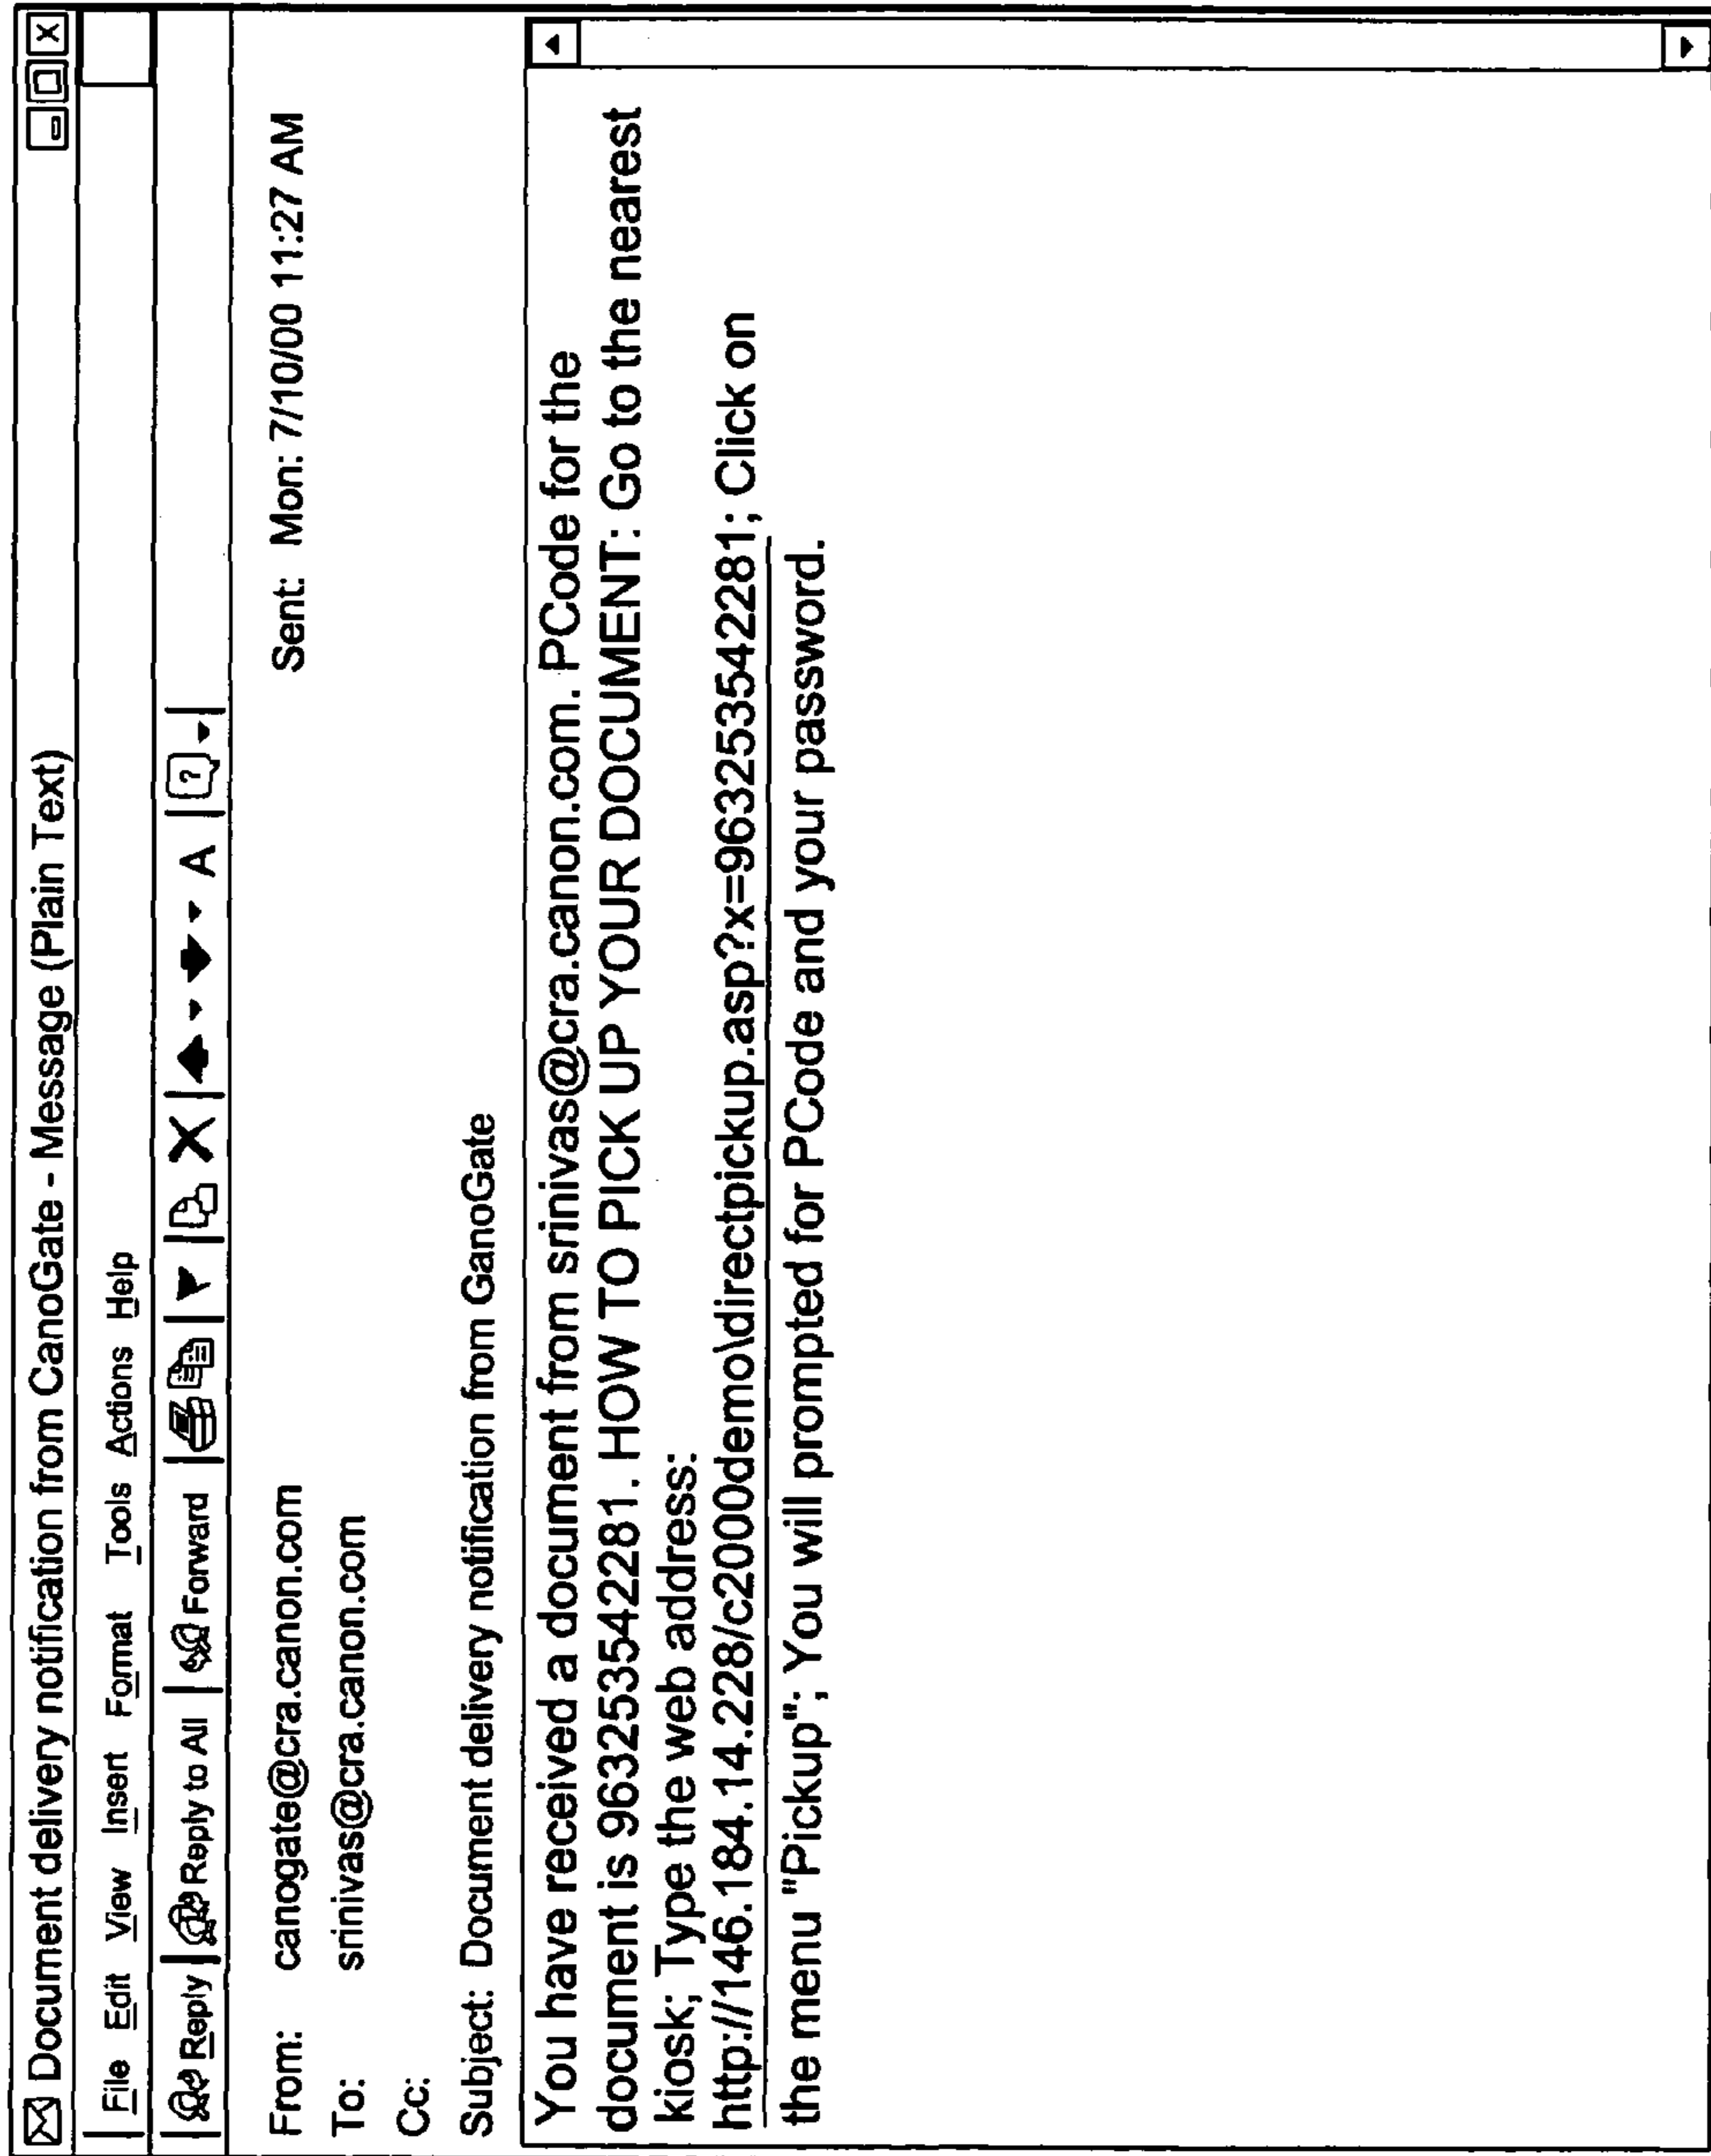 Document delivery notification from CanoGate - Message (Plain Text)
File Edit View Insert Format Tools Actions Help
Reply Reply to All Forward A ?
From: canogate@cra.canon.com Sent: Mon: 7/10/00 11:27 AM
To: srinivas@cra.canon.com
Cc:
Subject: Document delivery notification from GanoGate
You have received a document from srinivas@cra.canon.com. PCode for the
document is 963253542281. HOW TO PICK UP YOUR DOCUMENT: Go to the nearest
kiosk; Type the web address:
http://146.184.14.228/c2000demo\directpickup.asp?x=963253542281; Click on
the menu "Pickup"; You will prompted for PCode and your password.